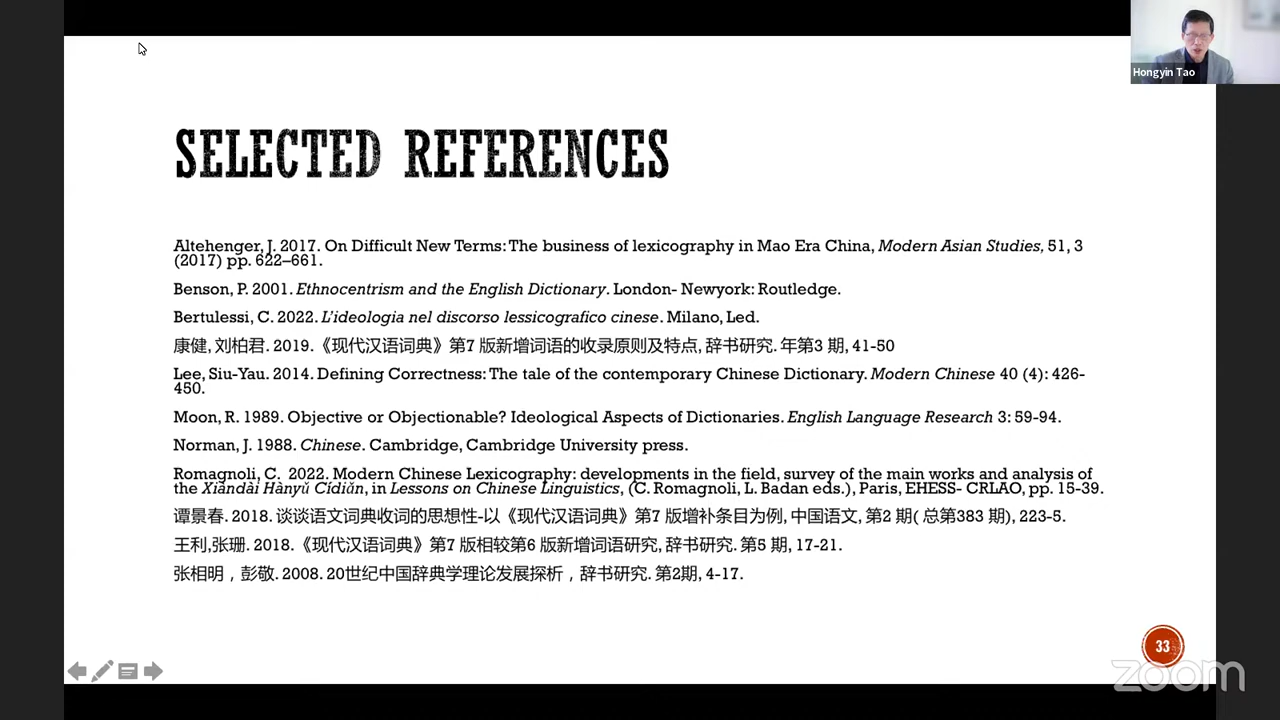 Hongyin Tao
SELECTED REFERENCES
Altehenger, J. 2017. On Difficult New Terms: The business of lexicography in Mao Era China, Modern Asian Studies, 51, 3
(2017) pp. 622–661.
Benson, P. 2001. Ethnocentrism and the English Dictionary. London- Newyork: Routledge.
Bertulessi, C. 2022. L'ideologia nel discorso lessicografico cinese. Milano, Led.
康健, 刘柏君. 2019.《现代汉语词典》第7 版新增词语的收录原则及特点, 辞书研究. 年第3 期, 41-50
Lee, Siu-Yau. 2014. Defining Correctness: The tale of the contemporary Chinese Dictionary. Modern Chinese 40 (4): 426-
450.
Moon, R. 1989. Objective or Objectionable? Ideological Aspects of Dictionaries. English Language Research 3: 59-94.
Norman, J. 1988. Chinese. Cambridge, Cambridge University press.
Romagnoli, C. 2022. Modern Chinese Lexicography: developments in the field, survey of the main works and analysis of
the Xiàndài Hànyǔ Cídiǎn, in Lessons on Chinese Linguistics, (C. Romagnoli, L. Badan eds.), Paris, EHESS- CRLAO, pp. 15-39.
谭景春. 2018. 谈谈语文词典收词的思想性-以《现代汉语词典》第7 版增补条目为例, 中国语文, 第2 期( 总第383 期), 223-5.
王利,张珊. 2018.《现代汉语词典》第7 版相较第6 版新增词语研究, 辞书研究. 第5 期, 17-21.
张相明，彭敬. 2008. 20世纪中国辞典学理论发展探析，辞书研究. 第2期, 4-17.
33
zoom